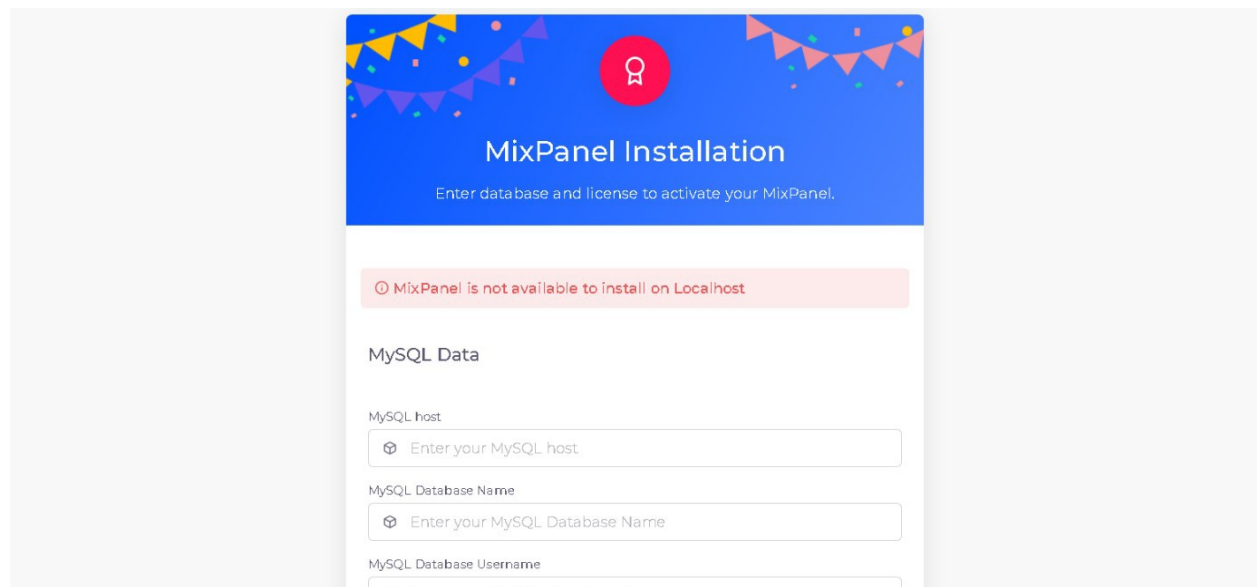 MixPanel Installation
Enter database and license to activate your MixPanel.
MixPanel is not available to install on Localhost
MySQL Data
MySQL host
Enter your MySQL host
MySQL Database Name
Enter your MySQL Database Name
MySQL Database Username